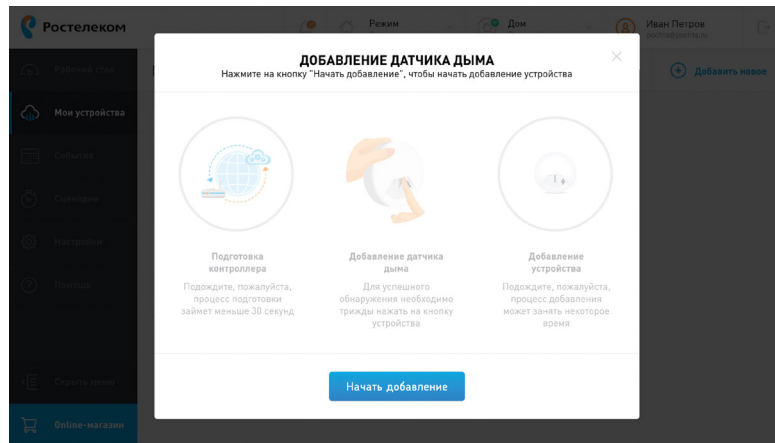 Ростелеком
Режим
Дом
Иван Петров
Рабочий стол
Мои устройства
События
Сценарии
Настройки
Помощь
Скрыть меню
Online-магазин
Добавить новое
ДОБАВЛЕНИЕ ДАТЧИКА ДЫМА
Нажмите на кнопку "Начать добавление", чтобы начать добавление устройства
Подготовка
контроллера
Подождите, пожалуйста,
процесс подготовки
займет меньше 30 секунд
Добавление датчика
дыма
Для успешного
обнаружения необходимо
трижды нажать на кнопку
устройства
Добавление
устройства
Подождите, пожалуйста,
процесс добавления
может занять некоторое
время
Начать добавление